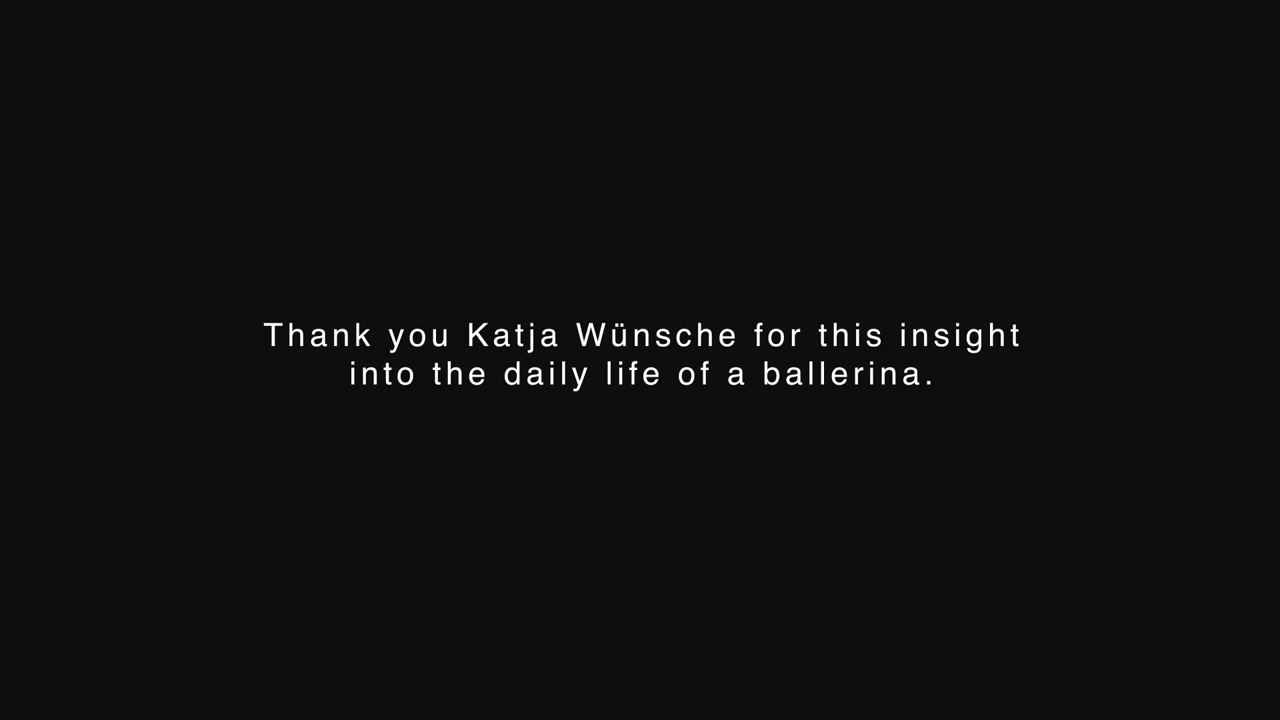 Thank you Katja Wünsche for this insight
into the daily life of a ballerina.